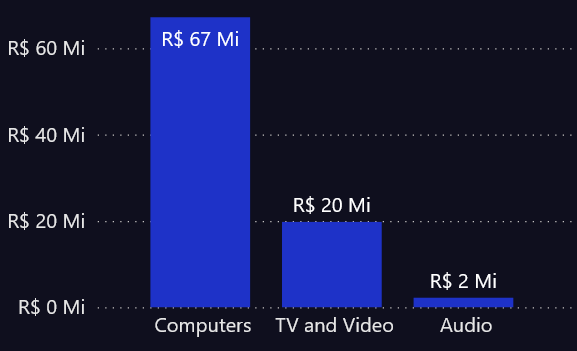 R$ 60 Mi
R$ 40 Mi
R$ 20 Mi
R$ 0 Mi
R$ 67 Mi
R$ 20 Mi
R$ 2 Mi
Computers
TV and Video
Audio